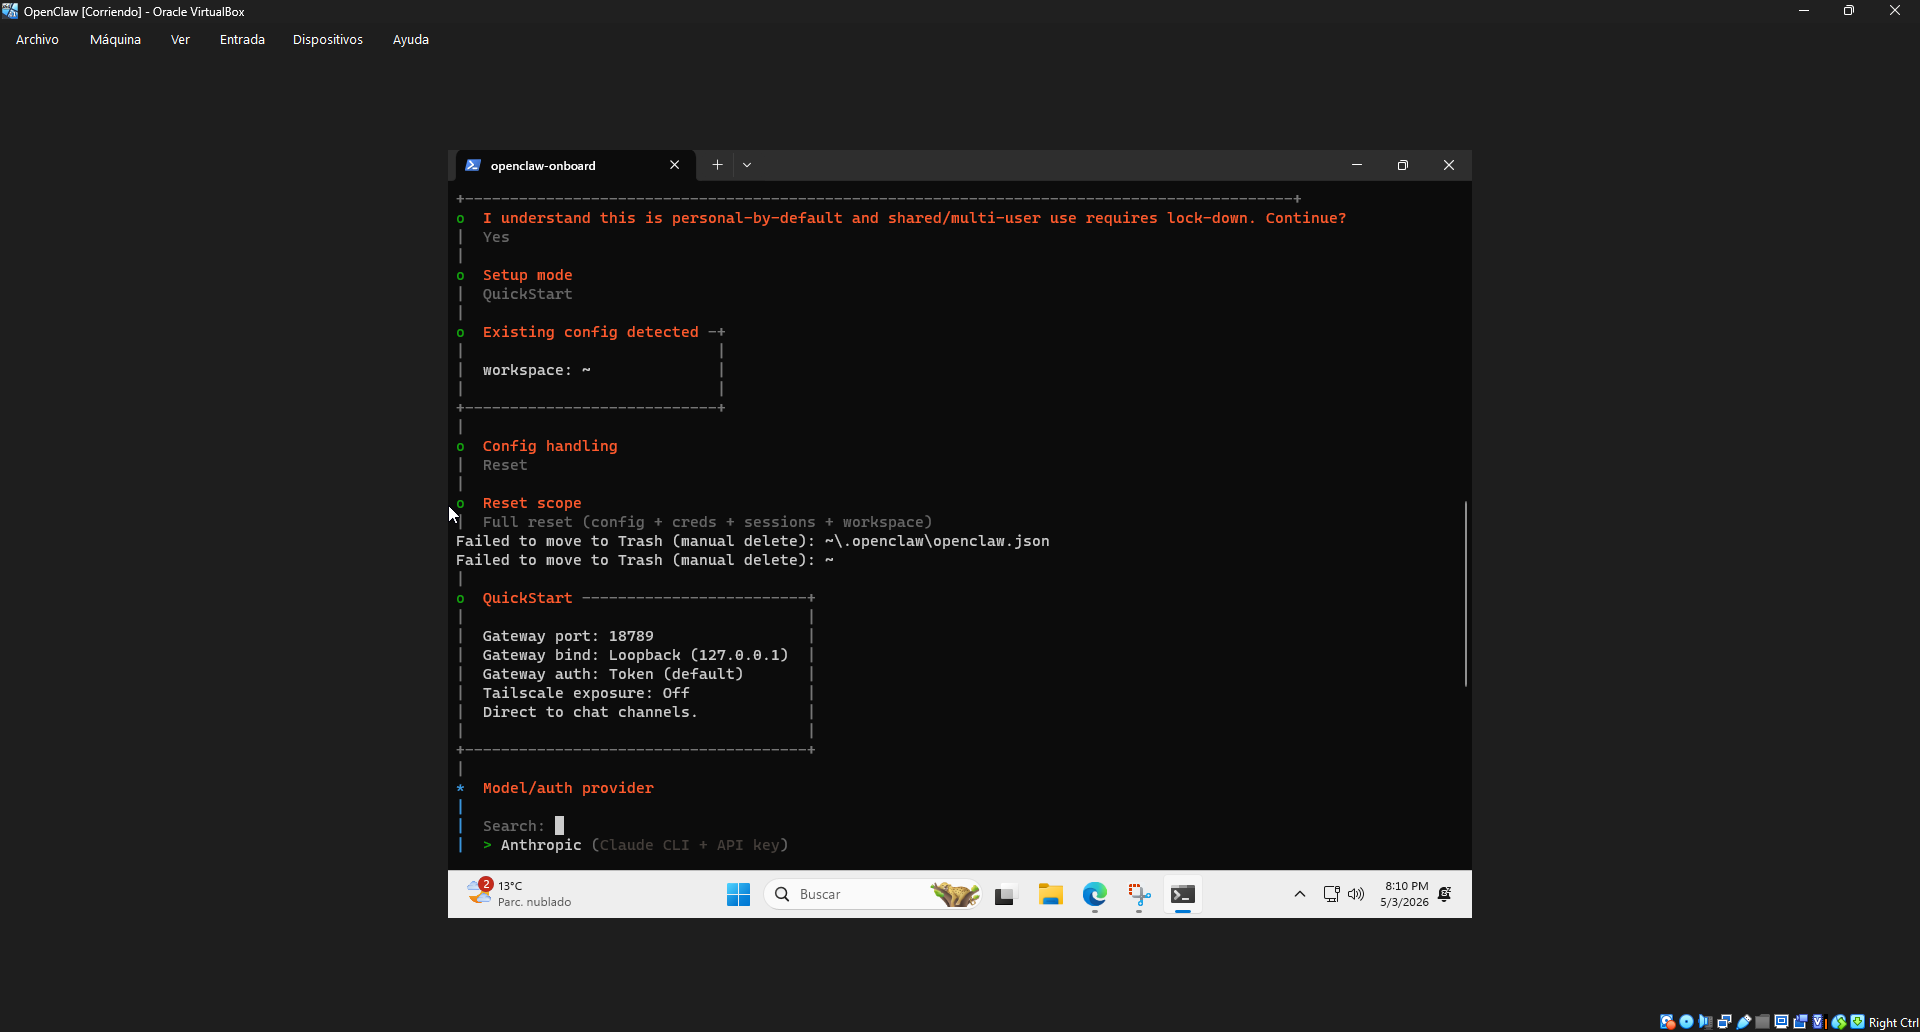 OpenClaw [Corriendo] - Oracle VirtualBox
Archivo Máquina Ver Entrada Dispositivos Ayuda
openclaw-onboard
I understand this is personal-by-default and shared/multi-user use requires lock-down. Continue?
Yes
Setup mode
QuickStart
Existing config detected
workspace: ~
Config handling
Reset
Reset scope
Full reset (config + creds + sessions + workspace)
Failed to move to Trash (manual delete): ~\.openclaw\openclaw.json
Failed to move to Trash (manual delete): ~
QuickStart
Gateway port: 18789
Gateway bind: Loopback (127.0.0.1)
Gateway auth: Token (default)
Tailscale exposure: Off
Direct to chat channels.
* Model/auth provider
Search:
> Anthropic (Claude CLI + API key)
2
13°C
Parc. nublado
Buscar
8:10 PM
5/3/2026
Right Ctrl